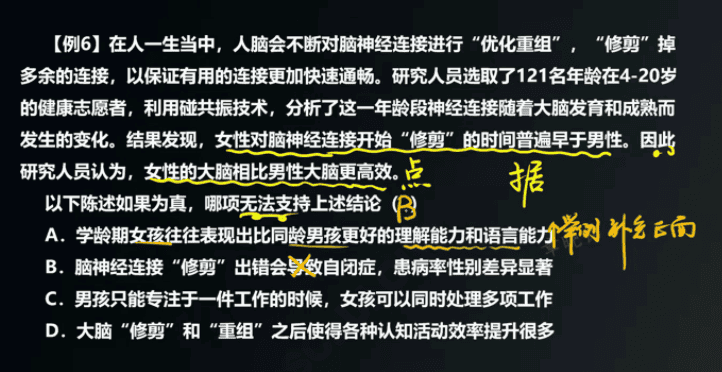 【例6】在人一生当中，人脑会不断对脑神经连接进行“优化重组”，“修剪”掉
多余的连接，以保证有用的连接更加快速通畅。研究人员选取了121名年龄在4-20岁
的健康志愿者，利用磁共振技术，分析了这一年龄段神经连接随着大脑发育和成熟而
发生的变化。结果发现，女性对脑神经连接开始“修剪”的时间普遍早于男性。因此
研究人员认为，女性的大脑相比男性大脑更高效。点 据
以下陈述如果为真，哪项无法支持上述结论（B）
A．学龄期女孩往往表现出比同龄男孩更好的理解能力和语言能力 举例 补充正面
B．脑神经连接“修剪”出错会导致自闭症，患病率性别差异显著
C．男孩只能专注于一件工作的时候，女孩可以同时处理多项工作
D．大脑“修剪”和“重组”之后使得各种认知活动效率提升很多